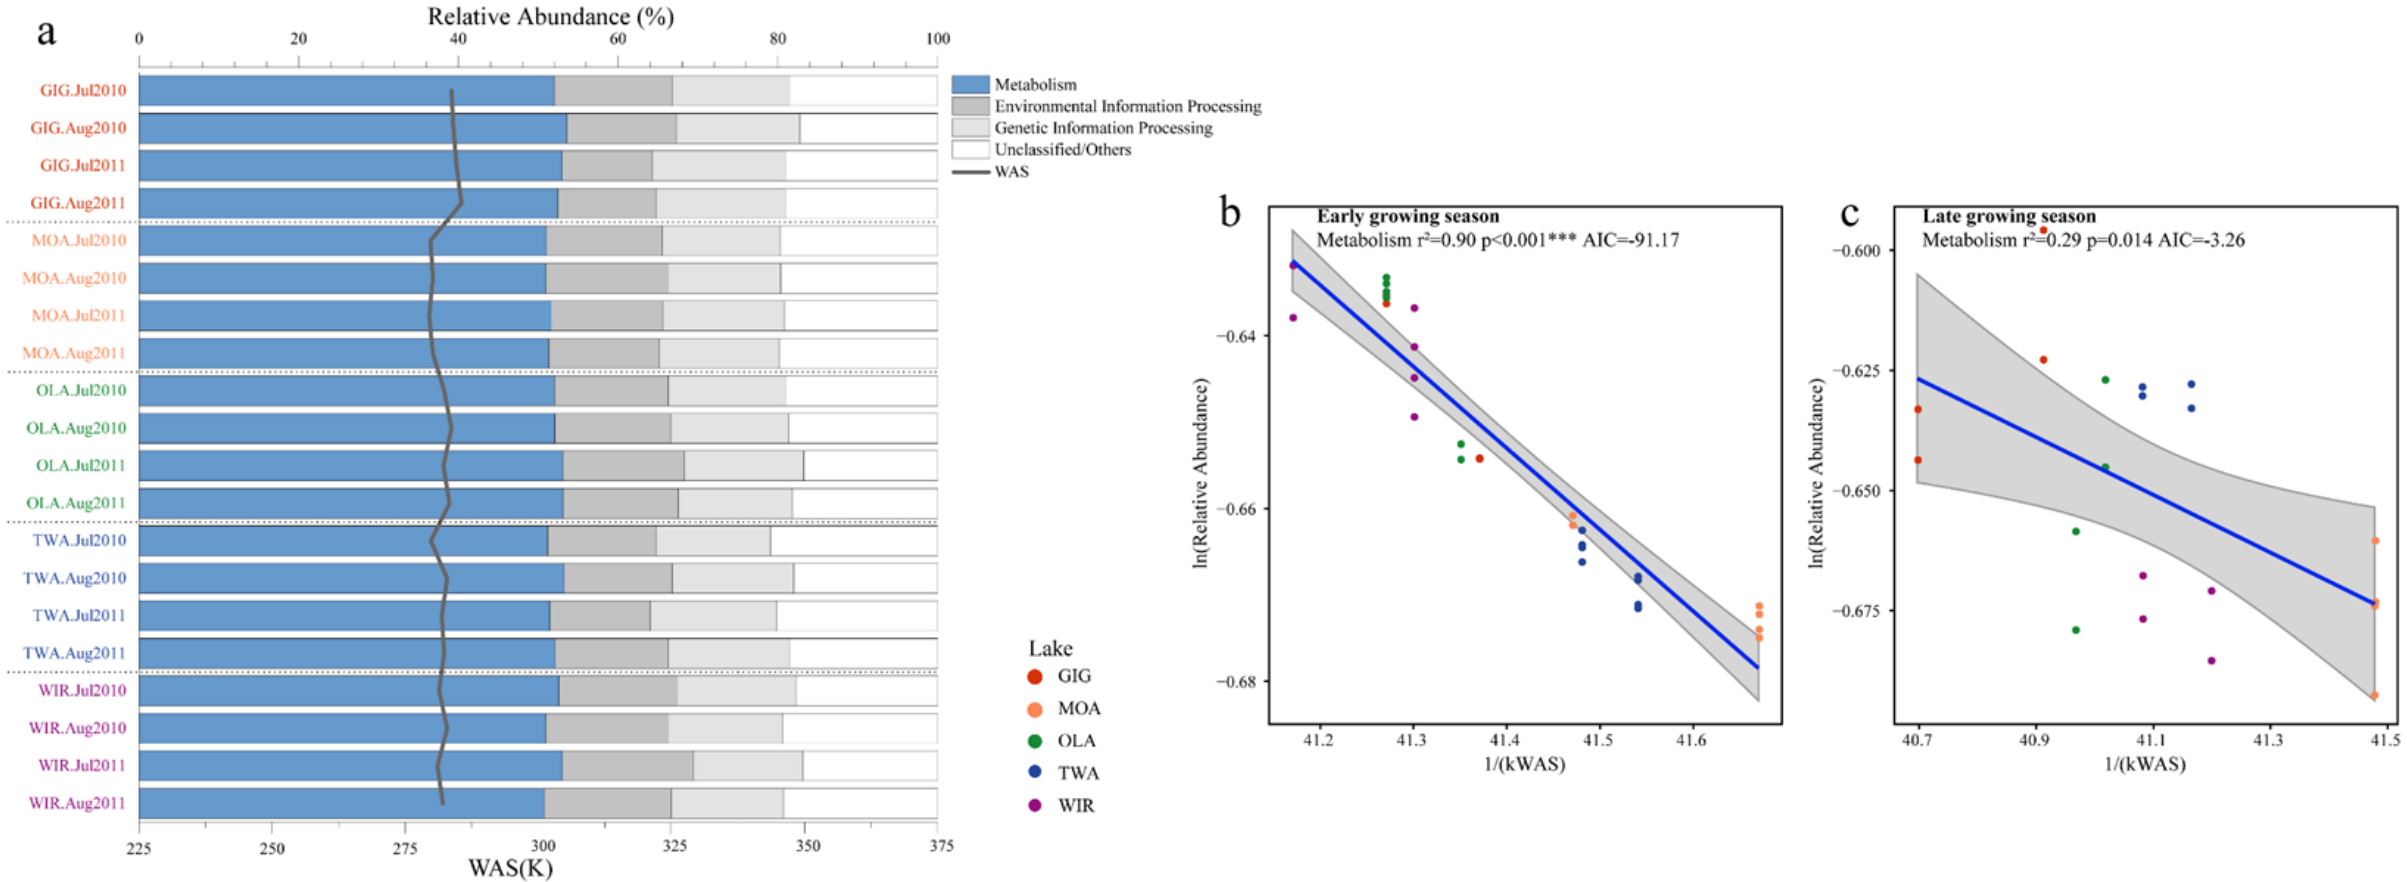 a
Relative Abundance (%)
0 20 40 60 80 100
GIG.Jul2010
GIG.Aug2010
GIG.Jul2011
GIG.Aug2011
MOA.Jul2010
MOA.Aug2010
MOA.Jul2011
MOA.Aug2011
OLA.Jul2010
OLA.Aug2010
OLA.Jul2011
OLA.Aug2011
TWA.Jul2010
TWA.Aug2010
TWA.Jul2011
TWA.Aug2011
WIR.Jul2010
WIR.Aug2010
WIR.Jul2011
WIR.Aug2011
225 250 275 300 325 350 375
WAS(K)
Metabolism
Environmental Information Processing
Genetic Information Processing
Unclassified/Others
WAS
Lake
GIG
MOA
OLA
TWA
WIR
b
Early growing season
Metabolism r²=0.90 p<0.001*** AIC=-91.17
ln(Relative Abundance)
−0.64
−0.66
−0.68
41.2 41.3 41.4 41.5 41.6
1/(kWAS)
c
Late growing season
Metabolism r²=0.29 p=0.014 AIC=-3.26
ln(Relative Abundance)
−0.600
−0.625
−0.650
−0.675
40.7 40.9 41.1 41.3 41.5
1/(kWAS)